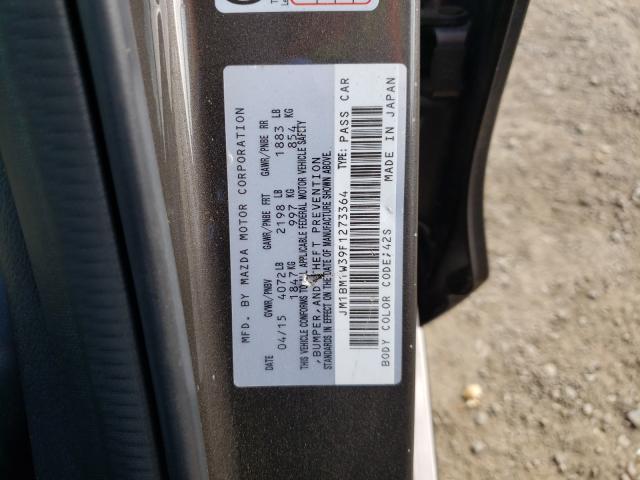 MFD. BY MAZDA MOTOR CORPORATION
DATE GVWR/PNBV GAWR/PNBE FRT GAWR/PNBE RR
04/15 4072 LB 2198 LB 1883 LB
1847 KG 997 KG 854 KG
THIS VEHICLE CONFORMS TO ALL APPLICABLE FEDERAL MOTOR VEHICLE SAFETY
, BUMPER, AND THEFT PREVENTION
STANDARDS IN EFFECT ON THE DATE OF MANUFACTURE SHOWN ABOVE.
JM1BM1W39F1273364 TYPE: PASS CAR
BODY COLOR CODE:42S MADE IN JAPAN